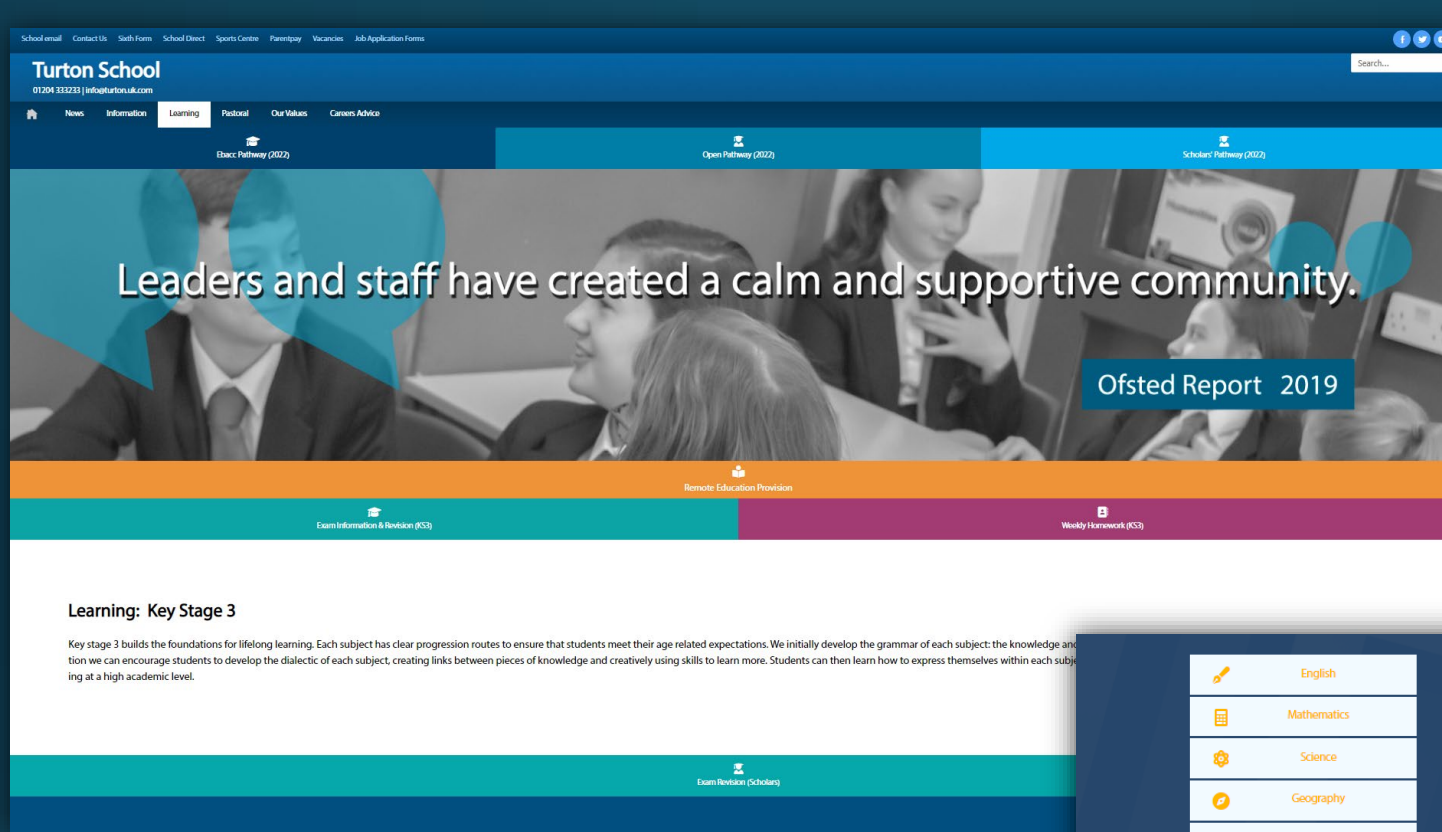 School email Contact Us Sixth Form School Direct Sports Centre Parentpay Vacancies Job Application Forms
Turton School
01204 333233 | info@turton.uk.com
Search...
News Information Learning Pastoral Our Values Careers Advice
Ebacc Pathway (2022) Open Pathway (2022) Scholars' Pathway (2022)
Leaders and staff have created a calm and supportive community.
Ofsted Report 2019
Remote Education Provision
Exam Information & Revision (KS3) Weekly Homework (KS3)
Learning: Key Stage 3
Key stage 3 builds the foundations for lifelong learning. Each subject has clear progression routes to ensure that students meet their age related expectations. We initially develop the grammar of each subject: the knowledge and
tion we can encourage students to develop the dialectic of each subject, creating links between pieces of knowledge and creatively using skills to learn more. Students can then learn how to express themselves within each subje
ing at a high academic level.
English
Mathematics
Science
Exam Revision (Scholars)
Geography